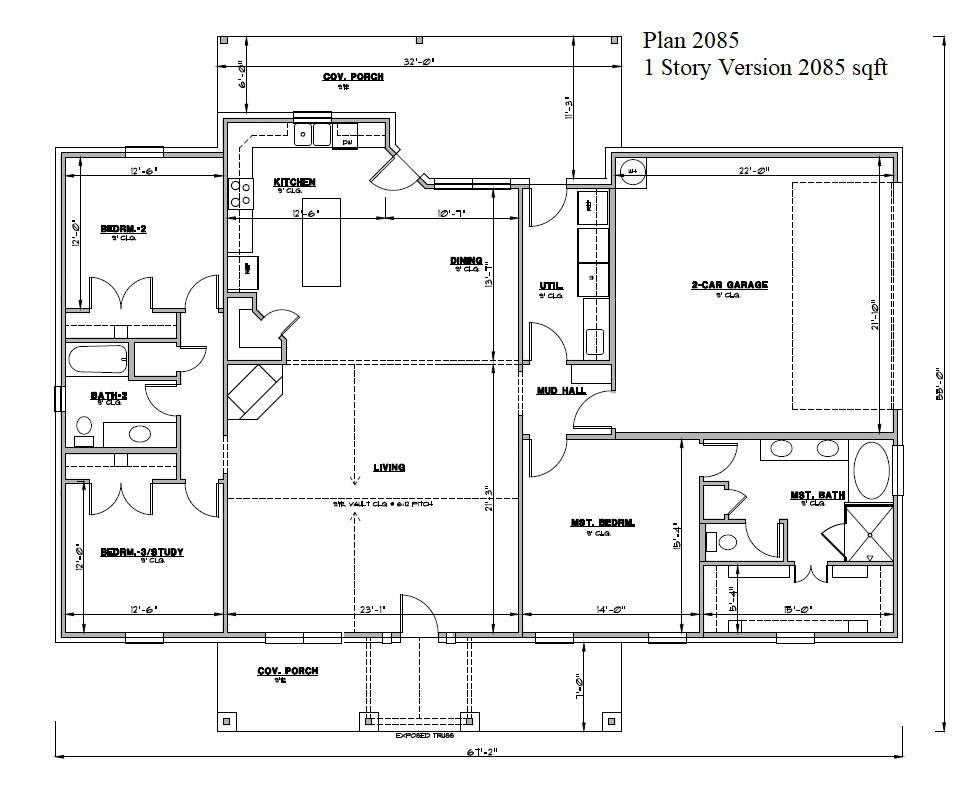 Plan 2085
1 Story Version 2085 sqft
32'-0"
6'-0"
COV. PORCH
11'-3"
DW
WH
12'-6"
22'-0"
KITCHEN
9' CLG.
REF
12'-6"
10'-7"
12'-0"
BEDRM.-2
9' CLG.
DINING
9' CLG.
13'-7"
REF
UTIL.
9' CLG.
2-CAR GARAGE
9' CLG.
21'-10"
55'-0"
BATH-2
9' CLG.
MUD HALL
LIVING
VAULT CLG @ 6:12 PITCH
21'-3"
MST. BATH
9' CLG.
MST. BEDRM.
9' CLG.
15'-4"
BEDRM.-3/STUDY
9' CLG.
12'-0"
5'-4"
12'-6"
23'-1"
14'-0"
15'-0"
COV. PORCH
7'-0"
EXPOSED TRUSS
67'-2"